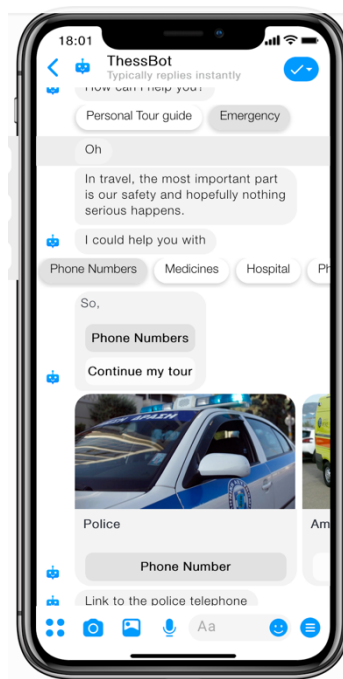 18:01
ThessBot
Typically replies instantly
How can I help you?
Personal Tour guide
Emergency
Oh
In travel, the most important part
is our safety and hopefully nothing
serious happens.
I could help you with
Phone Numbers
Medicines
Hospital
Ph
So,
Phone Numbers
Continue my tour
Police
Am
Phone Number
Link to the police telephone
Aa